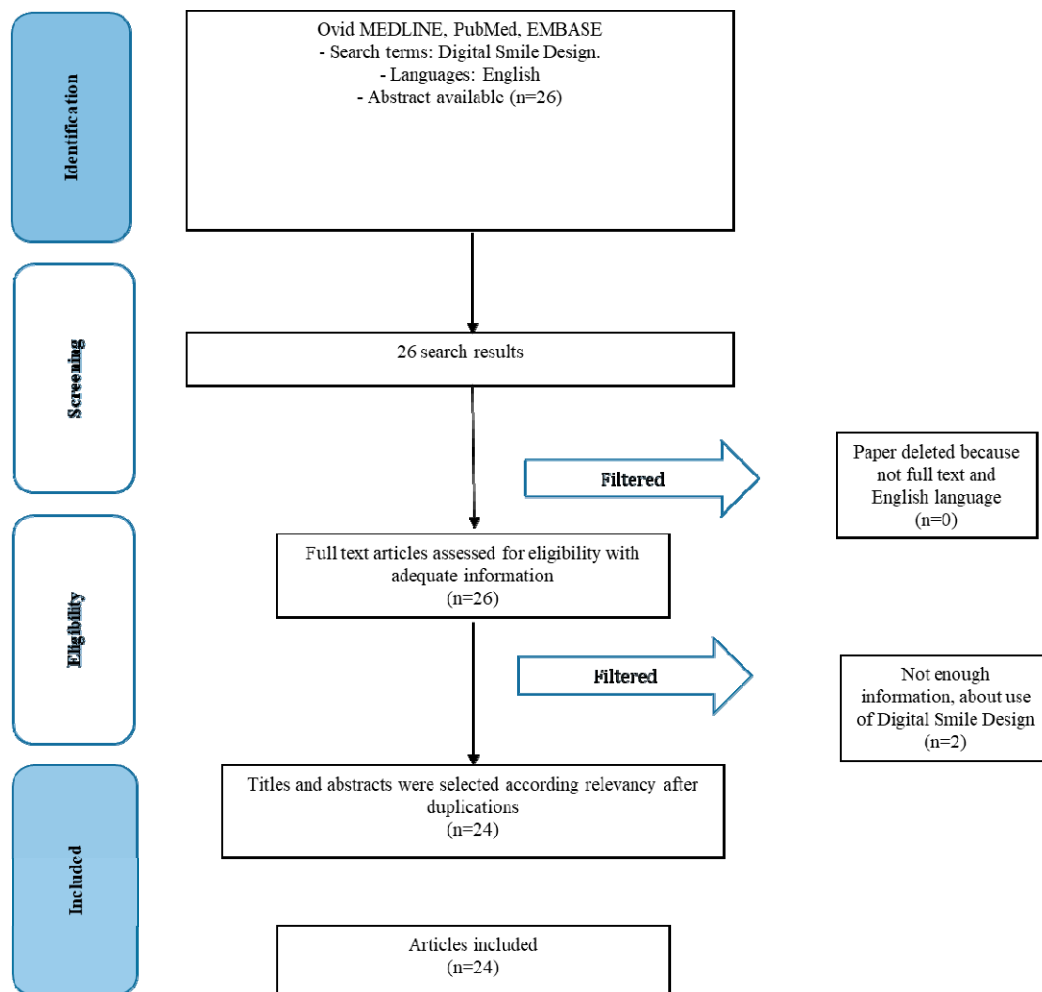 Identification
Ovid MEDLINE, PubMed, EMBASE
- Search terms: Digital Smile Design.
- Languages: English
- Abstract available (n=26)
Screening
26 search results
Filtered
Paper deleted because
not full text and
English language
(n=0)
Eligibility
Full text articles assessed for eligibility with
adequate information
(n=26)
Filtered
Not enough
information, about use
of Digital Smile Design
(n=2)
Included
Titles and abstracts were selected according relevancy after
duplications
(n=24)
Articles included
(n=24)